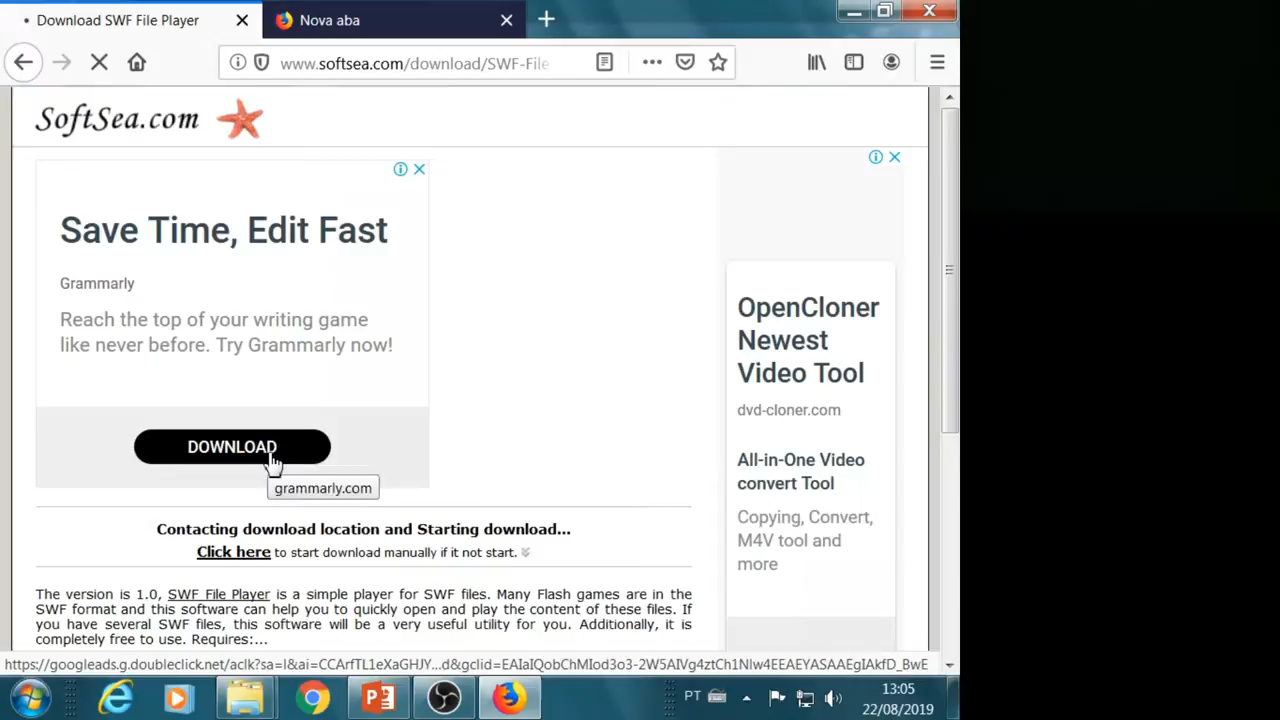 Download SWF File Player
Nova aba
www.softsea.com/download/SWF-File
SoftSea.com
Save Time, Edit Fast
Grammarly
Reach the top of your writing game
like never before. Try Grammarly now!
DOWNLOAD
grammarly.com
OpenCloner
Newest
Video Tool
dvd-cloner.com
All-in-One Video
convert Tool
Copying, Convert,
M4V tool and
more
Contacting download location and Starting download...
Click here to start download manually if it not start.
The version is 1.0, SWF File Player is a simple player for SWF files. Many Flash games are in the
SWF format and this software can help you to quickly open and play the content of these files. If
you have several SWF files, this software will be a very useful utility for you. Additionally, it is
completely free to use. Requires:...
https://googleads.g.doubleclick.net/aclk?sa=l&ai=CCArfTL1eXaGHJY...d&gclid=EAIaIQobChMIod3o3-2W5AIVg4ztCh1Nlw4EEAEYASAAEgIAkfD_BwE
PT
13:05
22/08/2019